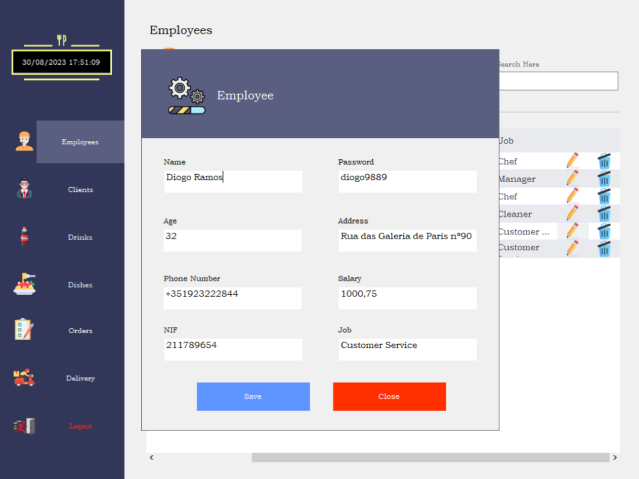 Employees
30/08/2023 17:51:09
Search Here
Employee
Employees
Job
Name
Password
Chef
Diogo Ramos
diogo9889
Manager
Clients
Chef
Age
Address
Cleaner
32
Rua das Galeria de Paris nº90
Customer ...
Drinks
Customer
Phone Number
Salary
Dishes
+351923222844
1000,75
NIF
Job
Orders
211789654
Customer Service
Delivery
Save
Close
Logout